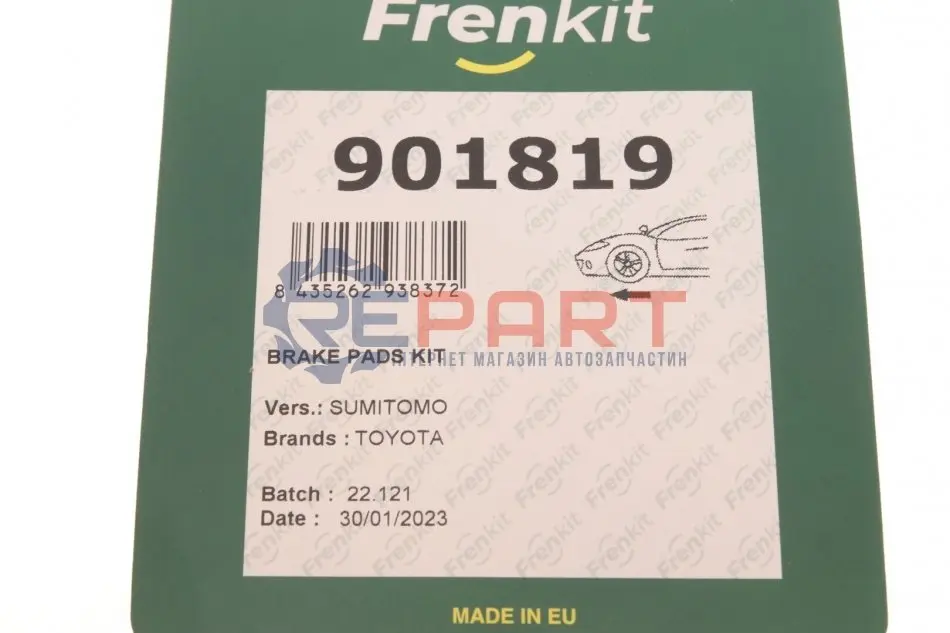 Frenkit
901819
8 435262 938372
REPART
ІНТЕРНЕТ МАГАЗИН АВТОЗАПЧАСТИН
BRAKE PADS KIT
Vers.: SUMITOMO
Brands : TOYOTA
Batch : 22.121
Date : 30/01/2023
MADE IN EU